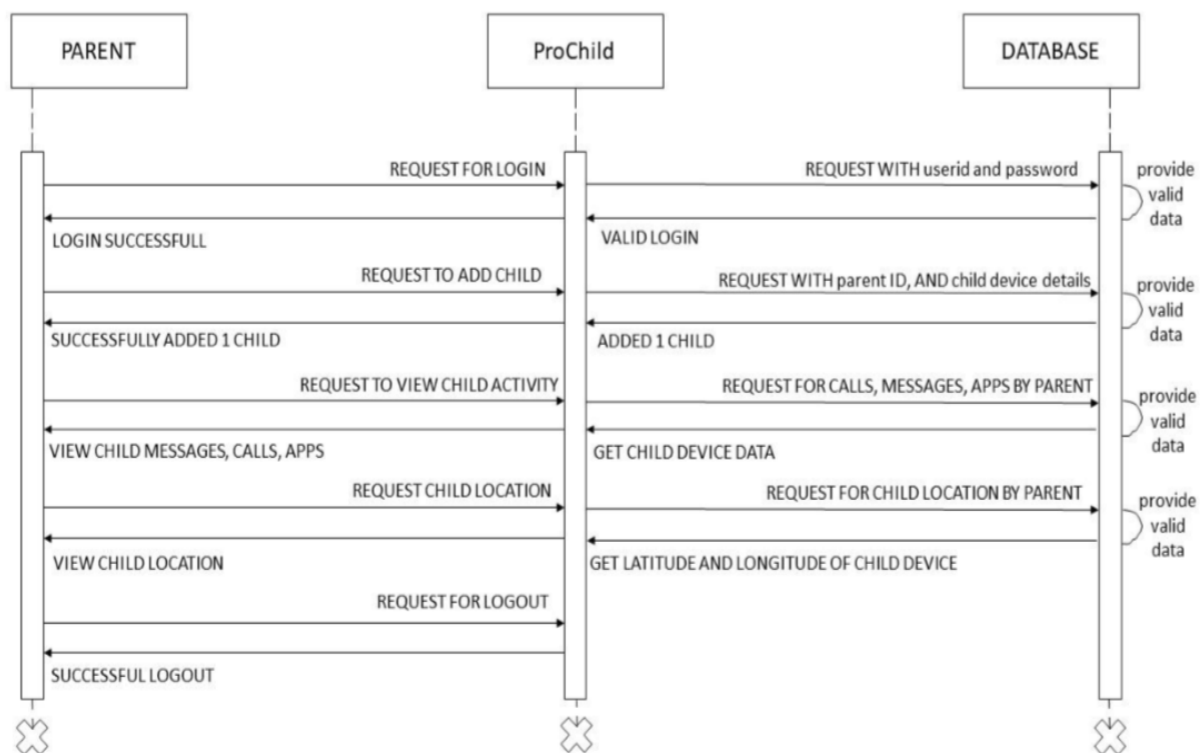 PARENT
ProChild
DATABASE
REQUEST FOR LOGIN
REQUEST WITH userid and password
provide
valid
data
LOGIN SUCCESSFULL
VALID LOGIN
REQUEST TO ADD CHILD
REQUEST WITH parent ID, AND child device details
provide
valid
data
SUCCESSFULLY ADDED 1 CHILD
ADDED 1 CHILD
REQUEST TO VIEW CHILD ACTIVITY
REQUEST FOR CALLS, MESSAGES, APPS BY PARENT
provide
valid
data
VIEW CHILD MESSAGES, CALLS, APPS
GET CHILD DEVICE DATA
REQUEST CHILD LOCATION
REQUEST FOR CHILD LOCATION BY PARENT
provide
valid
data
VIEW CHILD LOCATION
GET LATITUDE AND LONGITUDE OF CHILD DEVICE
REQUEST FOR LOGOUT
SUCCESSFUL LOGOUT